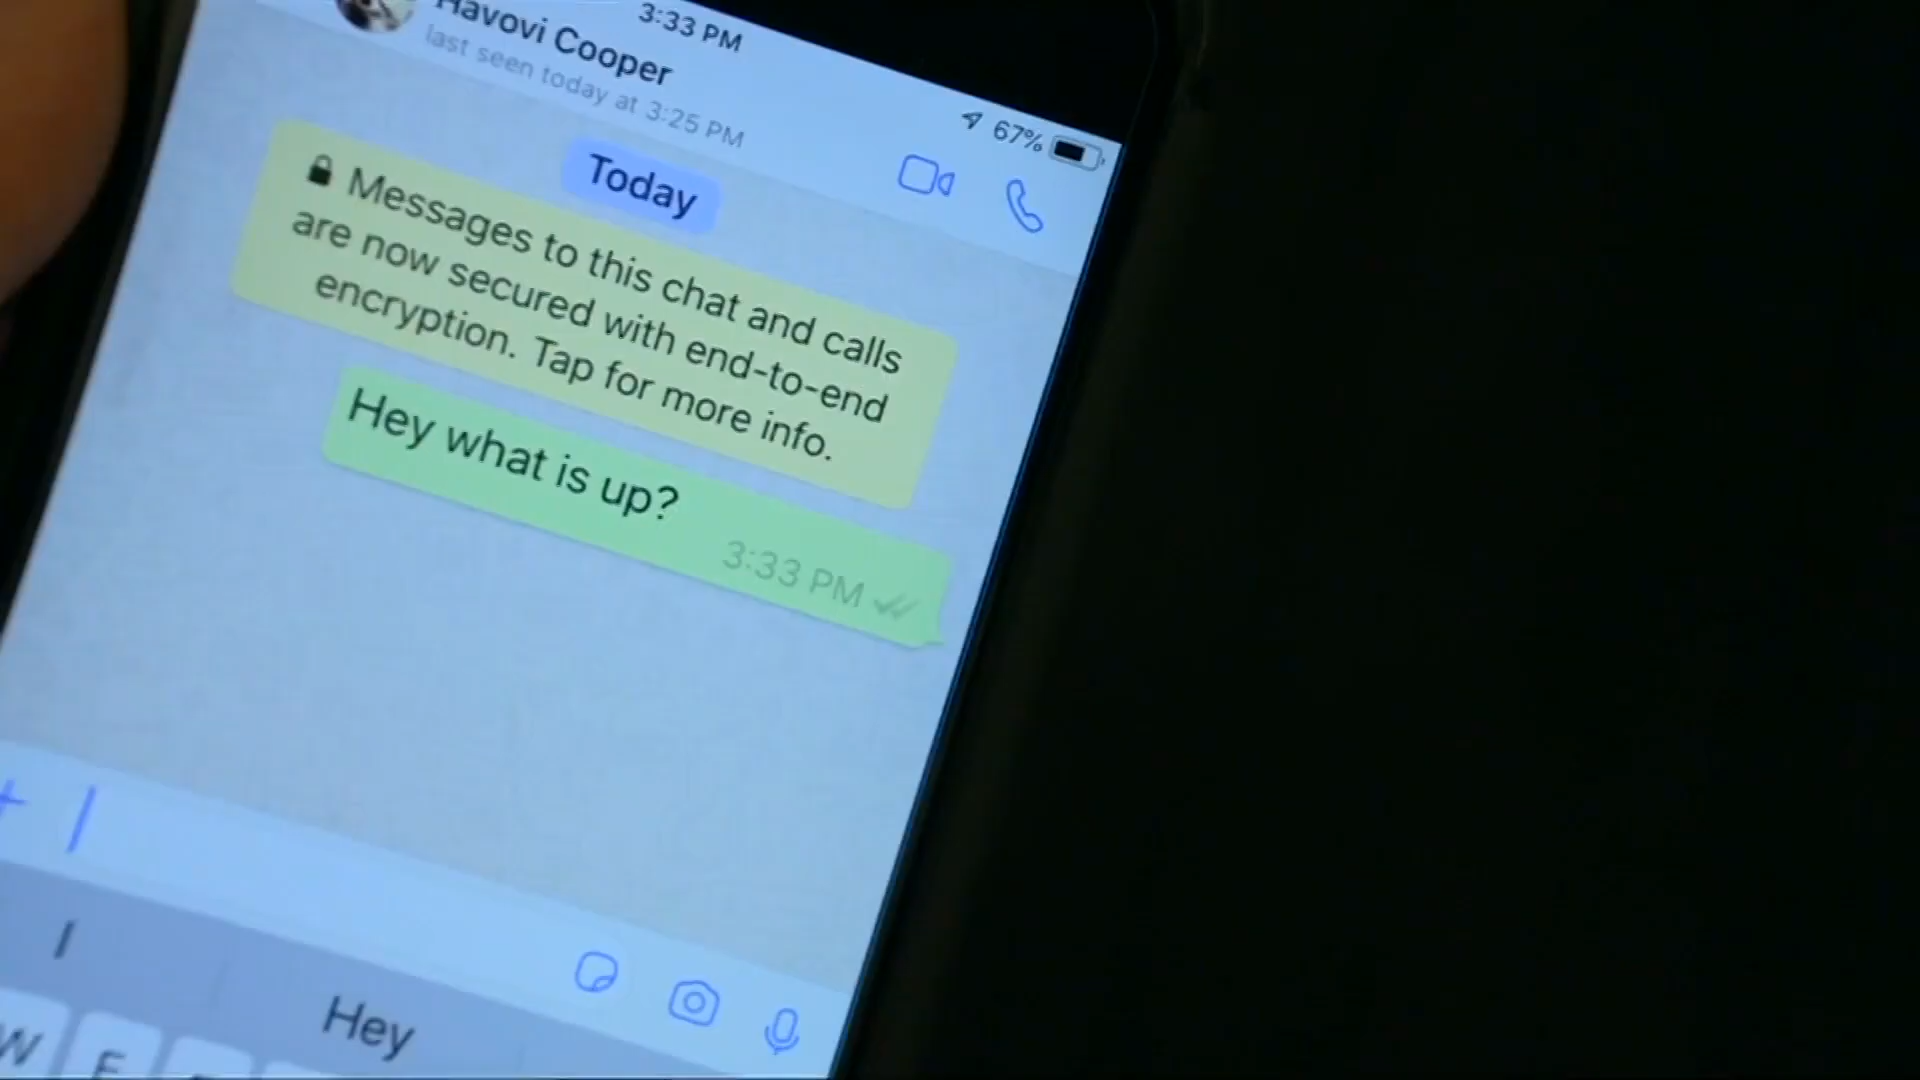 3:33 PM
67%
Havovi Cooper
last seen today at 3:25 PM
Today
Messages to this chat and calls
are now secured with end-to-end
encryption. Tap for more info.
Hey what is up?
3:33 PM
I
Hey
W E